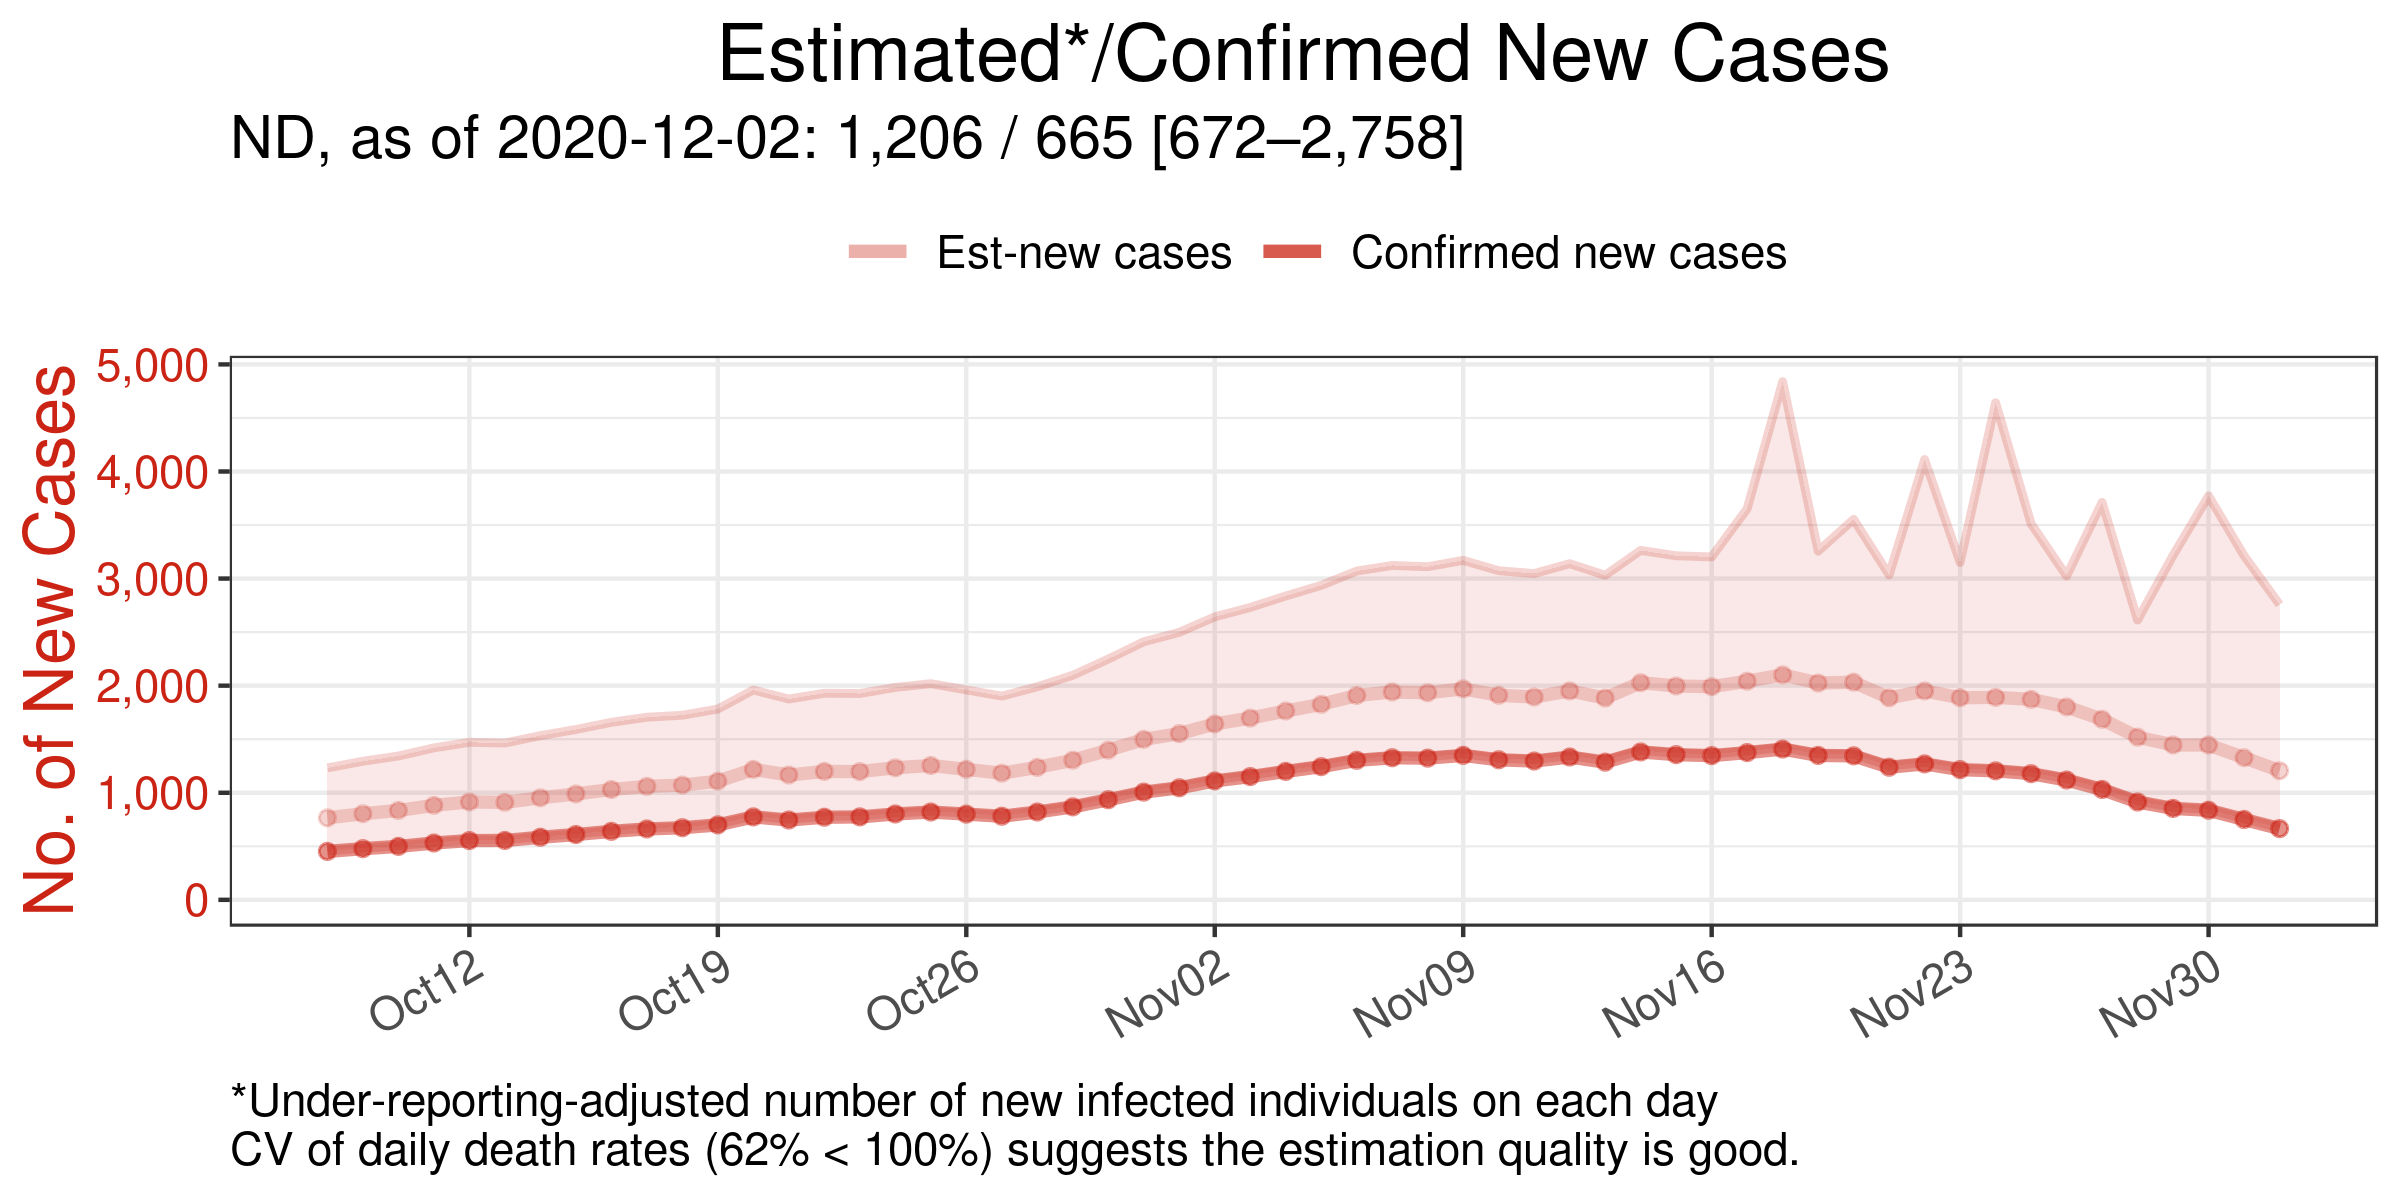 Estimated*/Confirmed New Cases
ND, as of 2020-12-02: 1,206 / 665 [672–2,758]
Est-new cases
Confirmed new cases
No. of New Cases
5,000
4,000
3,000
2,000
1,000
0
Oct12
Oct19
Oct26
Nov02
Nov09
Nov16
Nov23
Nov30
*Under-reporting-adjusted number of new infected individuals on each day
CV of daily death rates (62% < 100%) suggests the estimation quality is good.